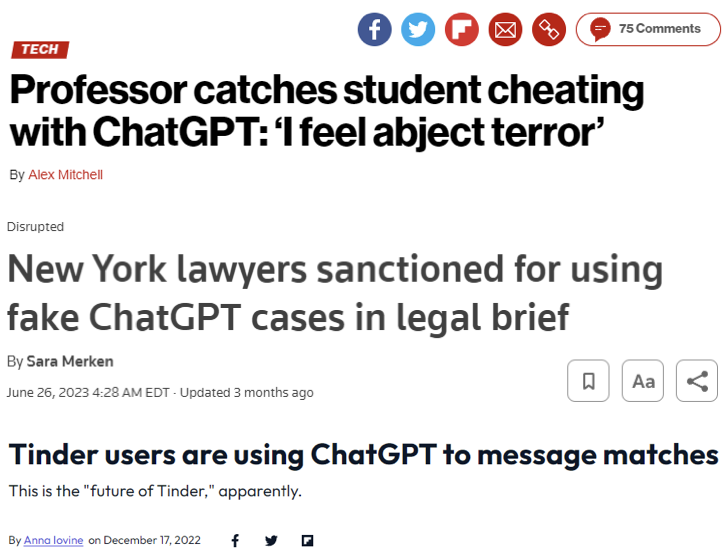 75 Comments
TECH
Professor catches student cheating
with ChatGPT: ‘I feel abject terror’
By Alex Mitchell
Disrupted
New York lawyers sanctioned for using
fake ChatGPT cases in legal brief
By Sara Merken
June 26, 2023 4:28 AM EDT · Updated 3 months ago
Aa
Tinder users are using ChatGPT to message matches
This is the "future of Tinder," apparently.
By Anna Iovine on December 17, 2022